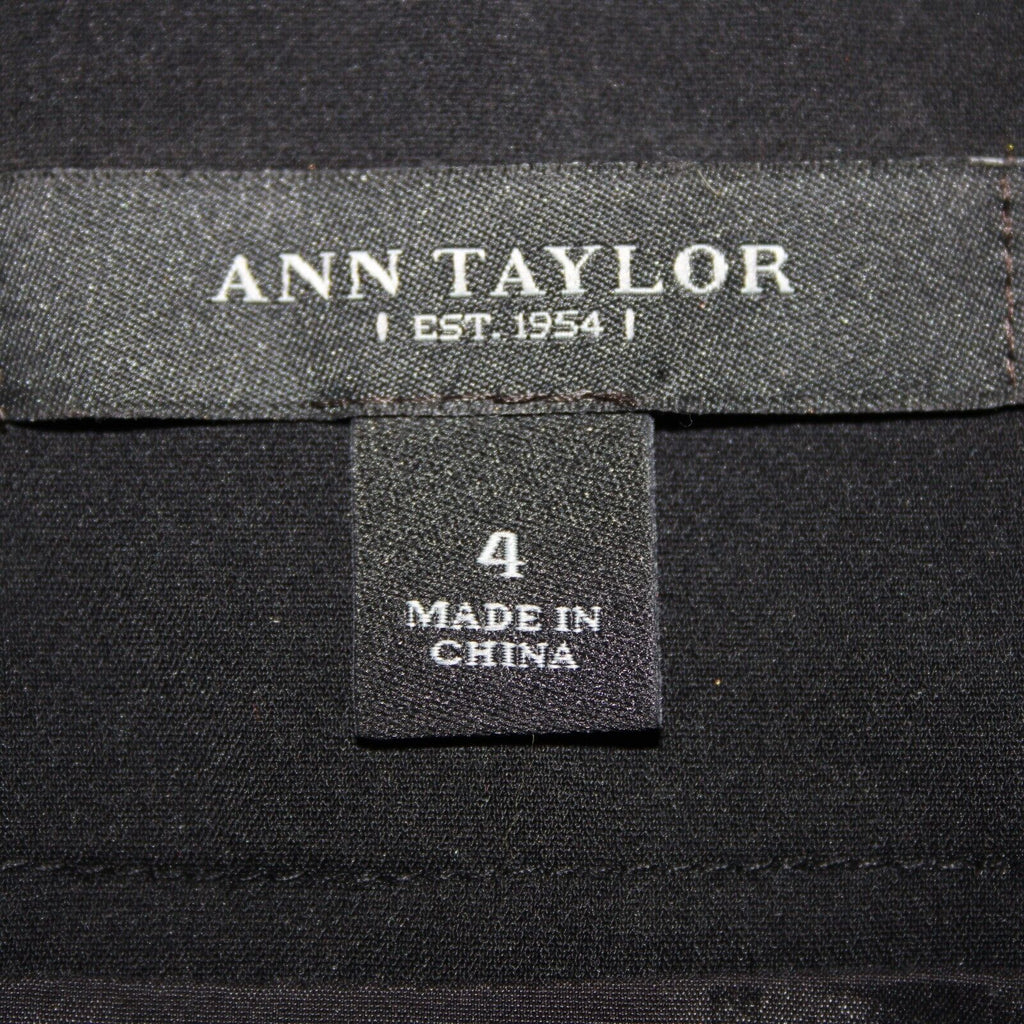 ANN TAYLOR
EST. 1954
4
MADE IN
CHINA